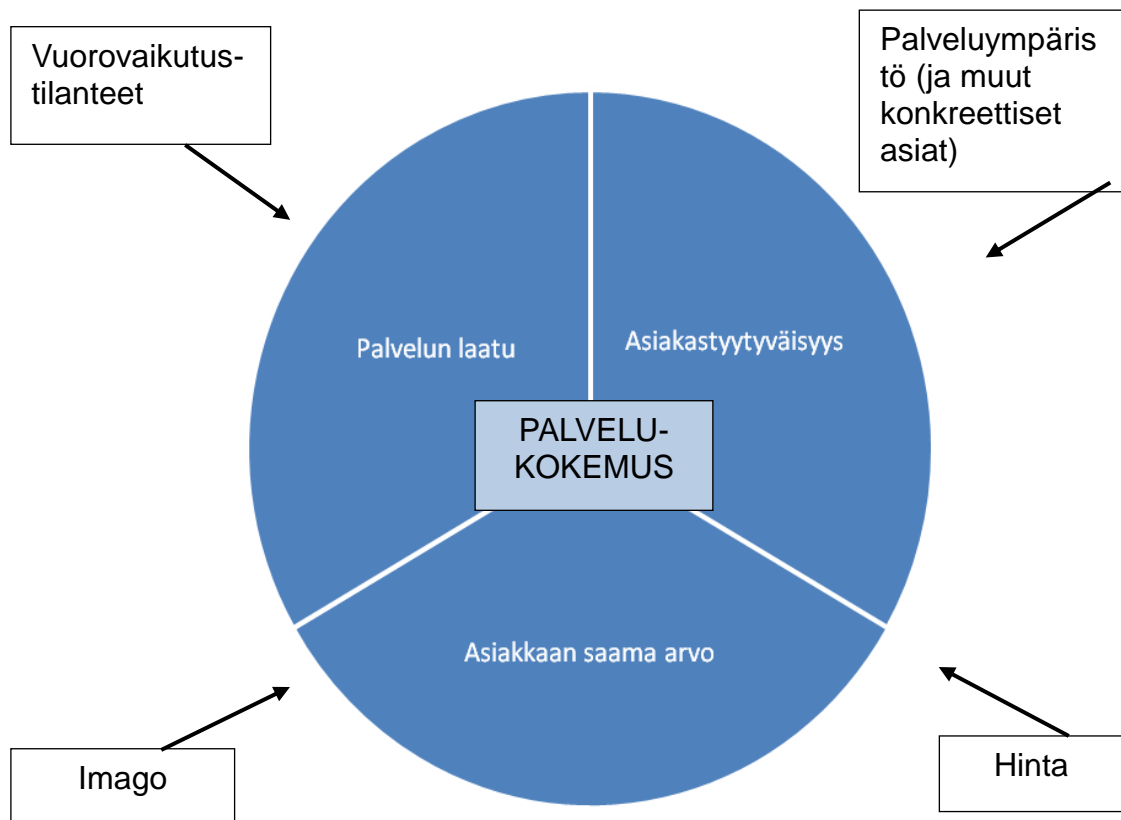 Vuorovaikutus-
tilanteet
Palveluympäris
tö (ja muut
konkreettiset
asiat)
Palvelun laatu
Asiakastyytyväisyys
PALVELU-
KOKEMUS
Asiakkaan saama arvo
Imago
Hinta